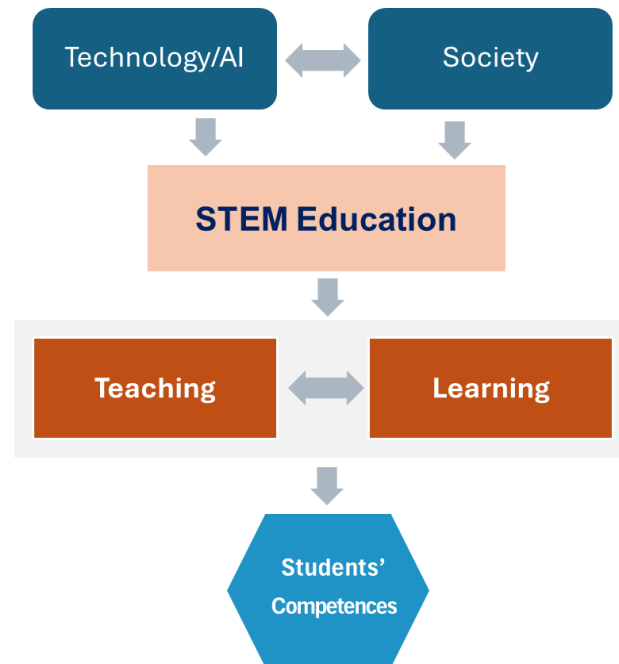 Technology/AI
Society
STEM Education
Teaching
Learning
Students’
Competences